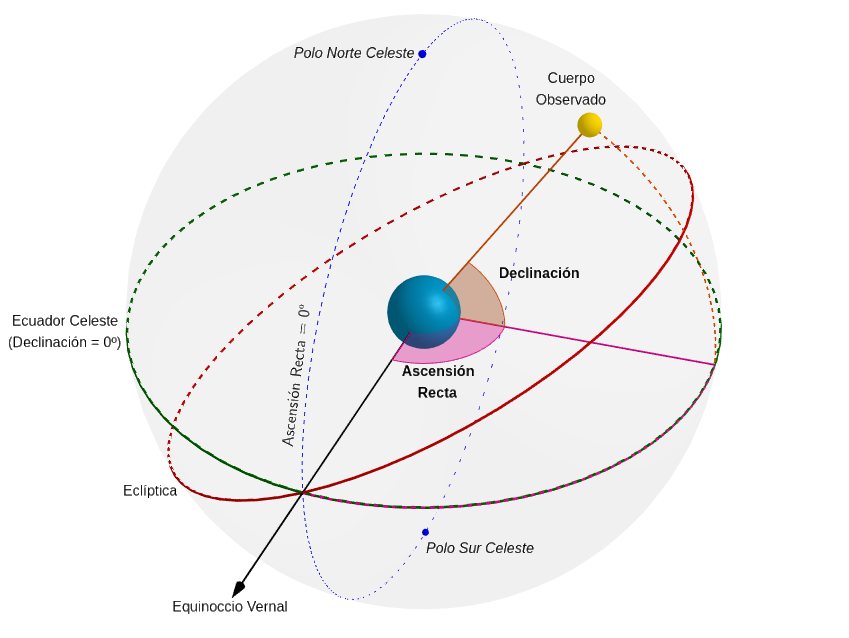 Polo Norte Celeste
Cuerpo
Observado
Declinación
Ecuador Celeste
(Declinación = 0º)
Ascensión Recta = 0º
Ascensión
Recta
Eclíptica
Polo Sur Celeste
Equinoccio Vernal